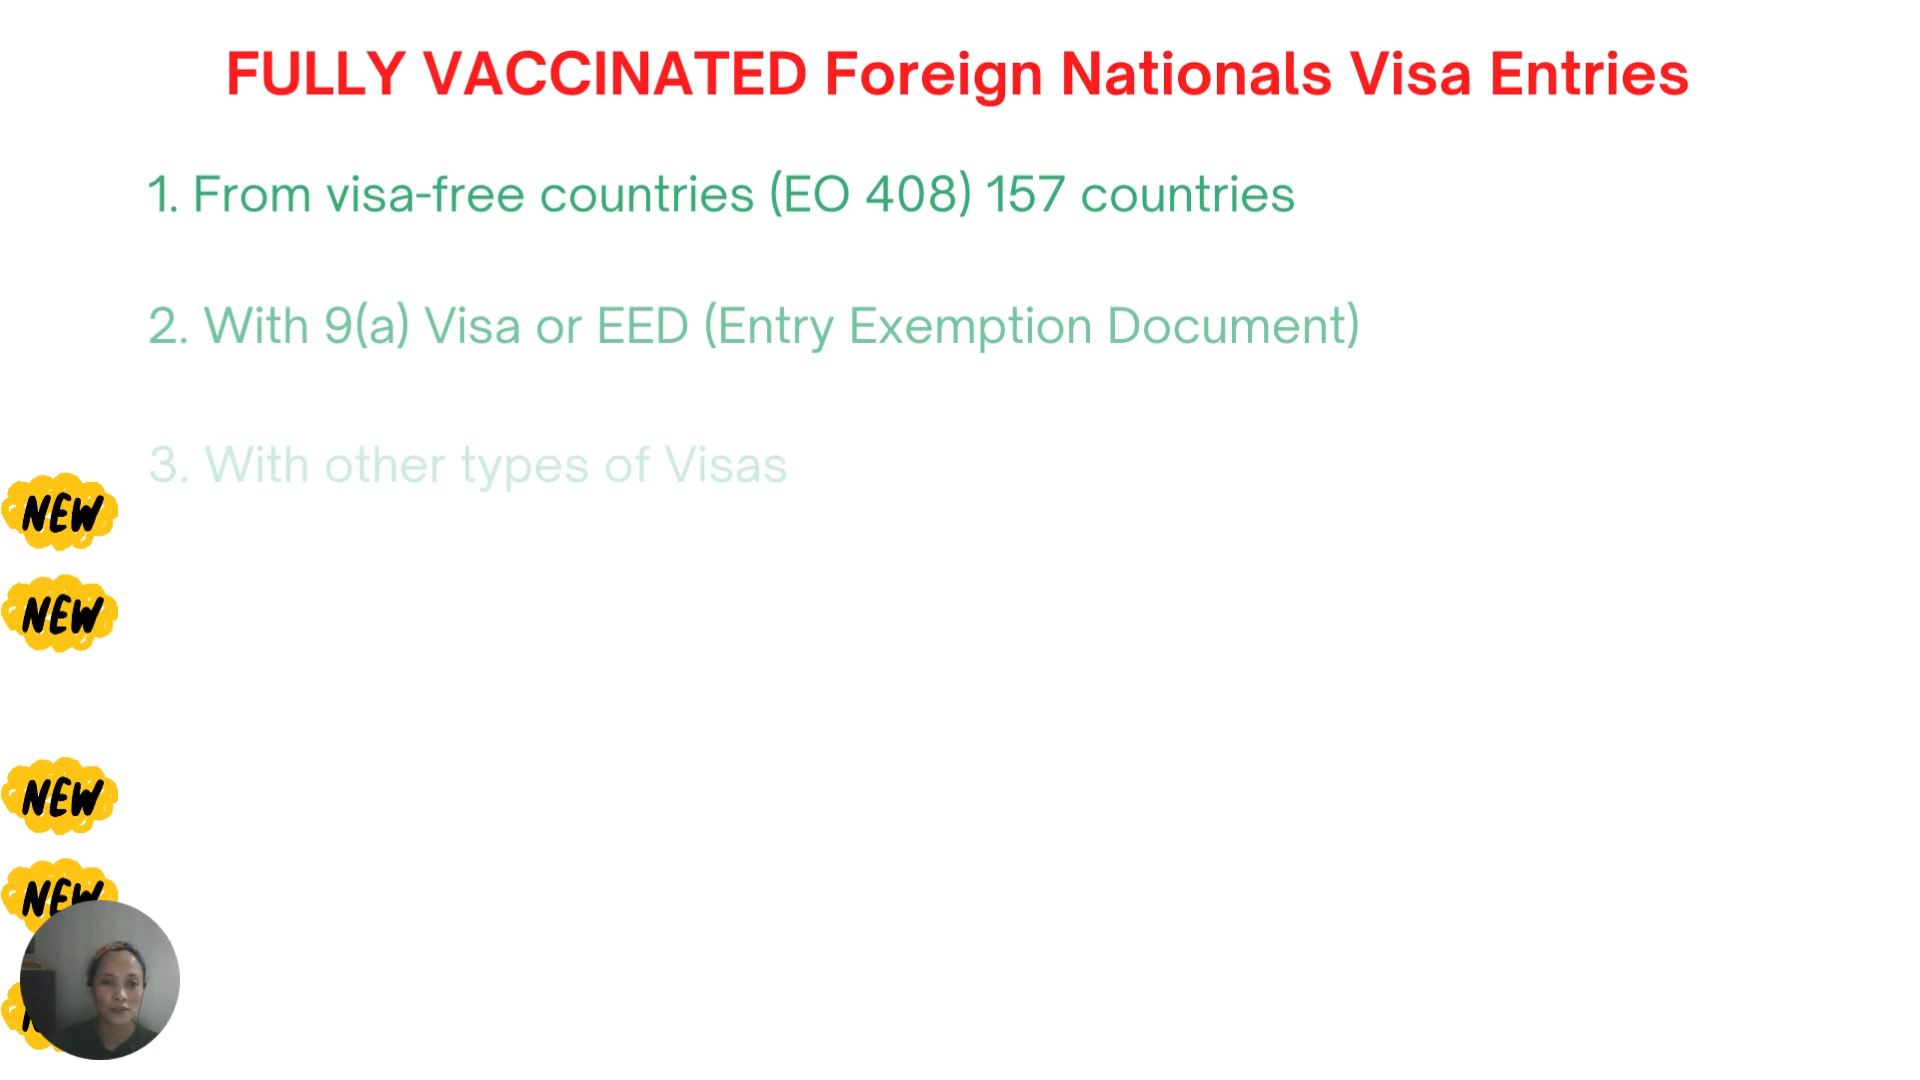 FULLY VACCINATED Foreign Nationals Visa Entries
1. From visa-free countries (EO 408) 157 countries
2. With 9(a) Visa or EED (Entry Exemption Document)
3. With other types of Visas
NEW
NEW
NEW
NEW